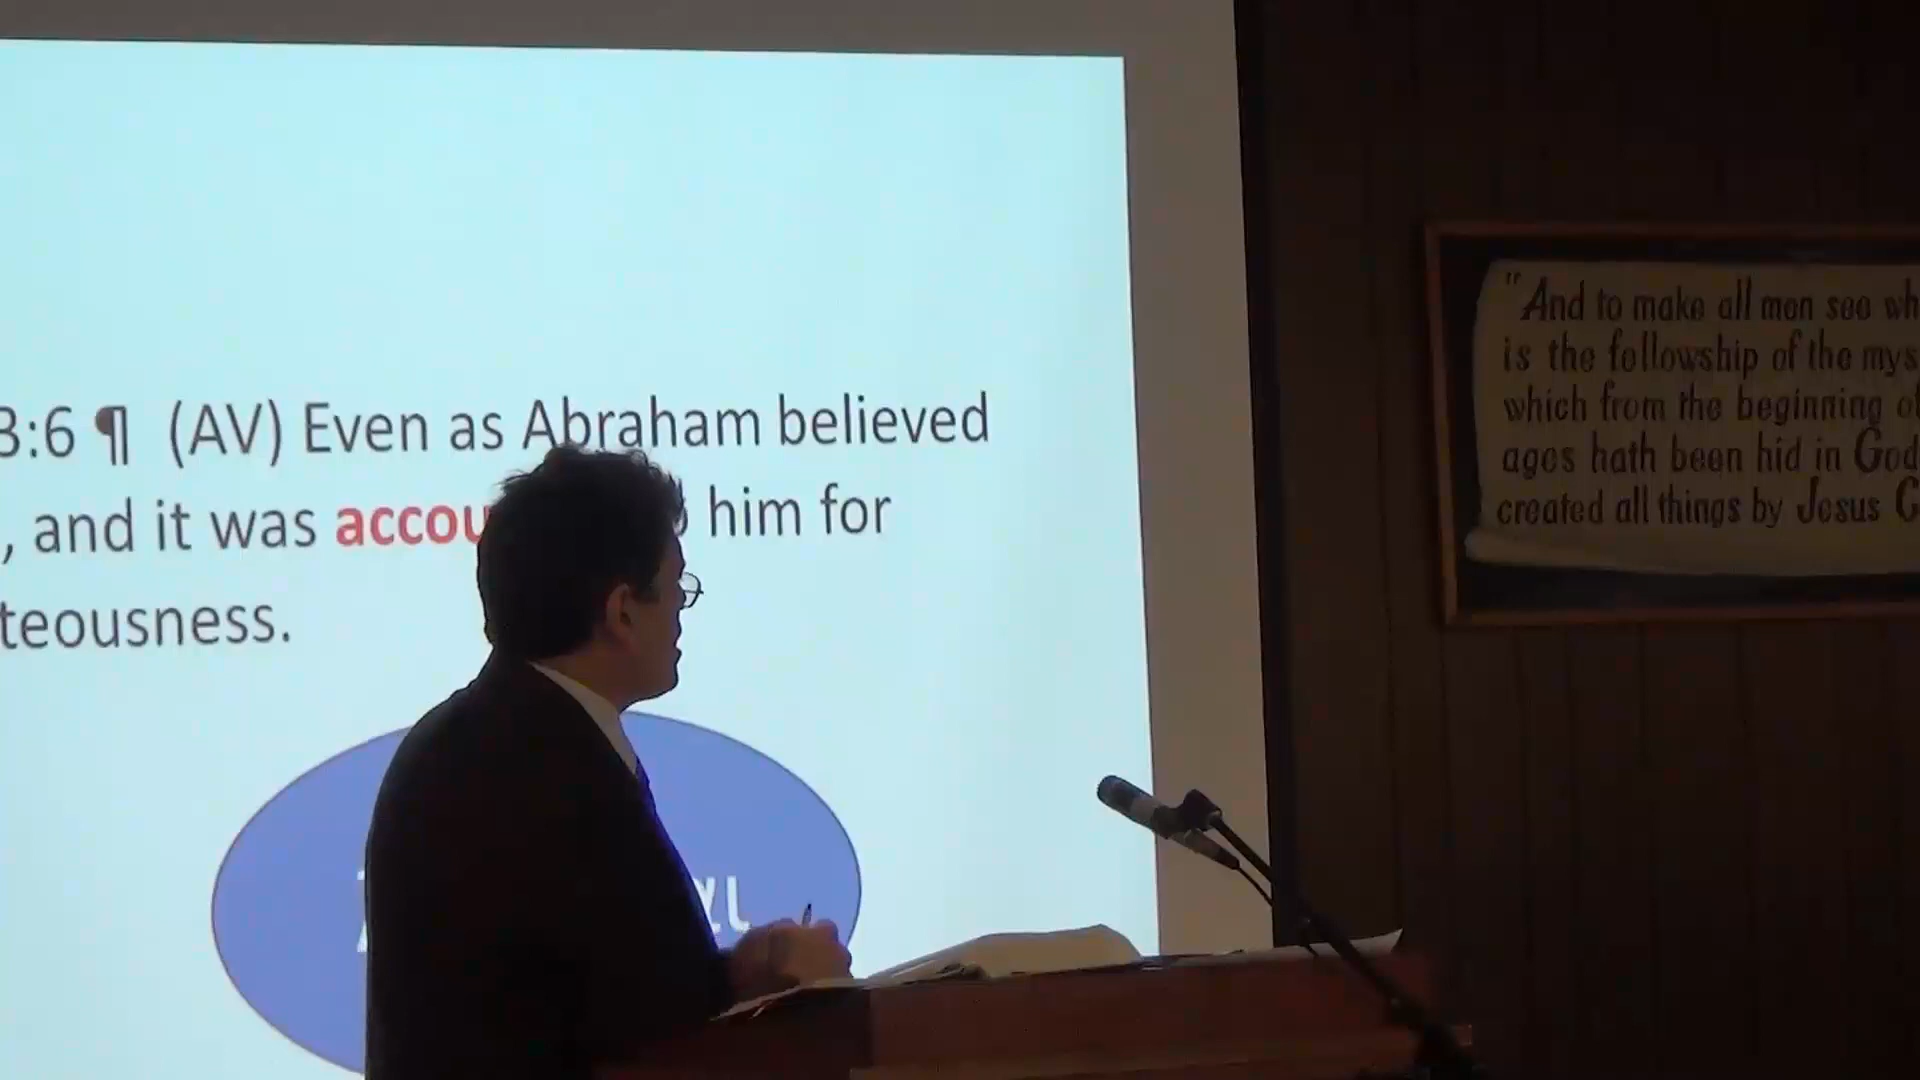 3:6 ¶ (AV) Even as Abraham believed
, and it was accou him for
teousness.
αι
"And to make all men see wh
is the fellowship of the mys
which from the beginning of
ages hath been hid in God
created all things by Jesus C